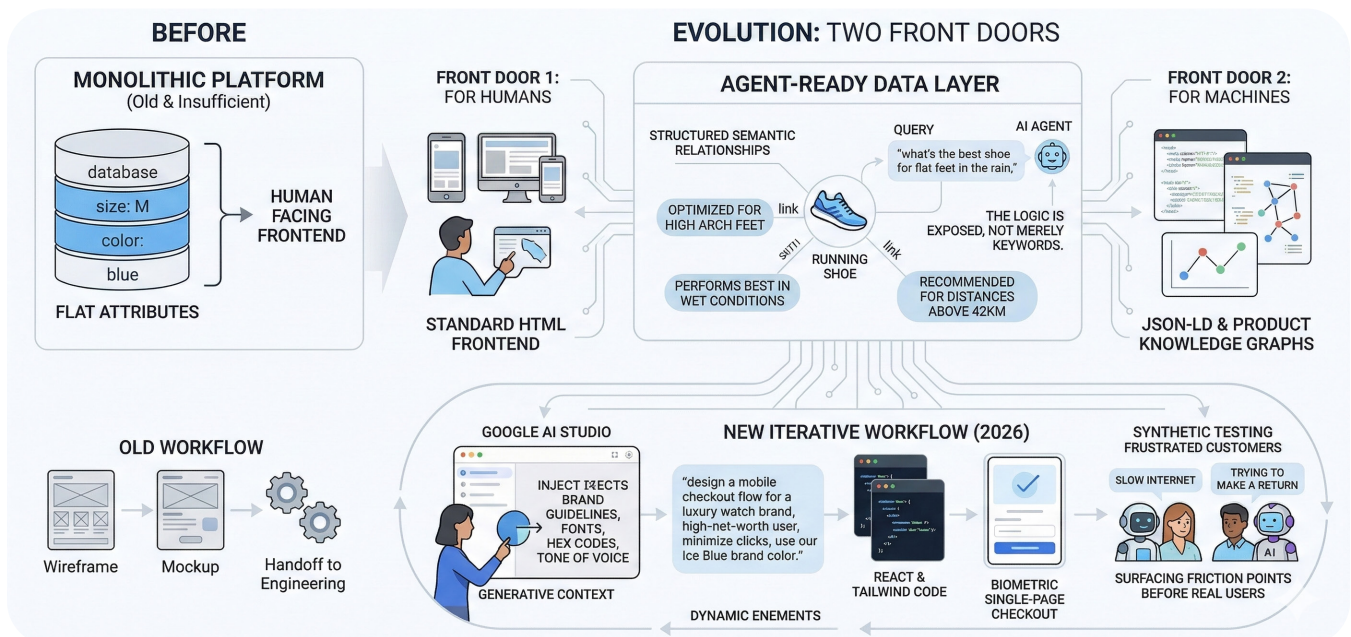 BEFORE
MONOLITHIC PLATFORM
(Old & Insufficient)
database
size: M
color:
blue
HUMAN
FACING
FRONTEND
FLAT ATTRIBUTES
EVOLUTION: TWO FRONT DOORS
FRONT DOOR 1:
FOR HUMANS
STANDARD HTML
FRONTEND
AGENT-READY DATA LAYER
STRUCTURED SEMANTIC
RELATIONSHIPS
QUERY
"what's the best shoe
for flat feet in the rain,"
AI AGENT
OPTIMIZED FOR
HIGH ARCH FEET
link
THE LOGIC IS
EXPOSED, NOT MERELY
KEYWORDS.
link
RUNNING
SHOE
PERFORMS BEST IN
WET CONDITIONS
RECOMMENDED
FOR DISTANCES
ABOVE 42KM
FRONT DOOR 2:
FOR MACHINES
JSON-LD & PRODUCT
KNOWLEDGE GRAPHS
OLD WORKFLOW
Wireframe
Mockup
Handoff to
Engineering
GOOGLE AI STUDIO
INJECT
BRAND
GUIDELINES,
FONTS,
HEX CODES,
TONE OF VOICE
GENERATIVE CONTEXT
NEW ITERATIVE WORKFLOW (2026)
"design a mobile
checkout flow for a
luxury watch brand,
high-net-worth user,
minimize clicks, use our
Ice Blue brand color."
REACT &
TAILWIND CODE
BIOMETRIC
SINGLE-PAGE
CHECKOUT
SYNTHETIC TESTING
FRUSTRATED CUSTOMERS
SLOW INTERNET
TRYING TO
MAKE A RETURN
AI
SURFACING FRICTION POINTS
BEFORE REAL USERS
DYNAMIC ENEMENTS